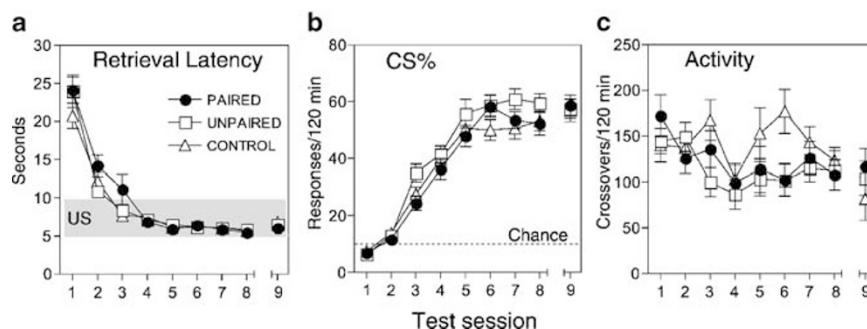 a
Retrieval Latency
30
25
20
15
10
5
0
Seconds
PAIRED
UNPAIRED
CONTROL
US
1 2 3 4 5 6 7 8 9
b
CS%
80
60
40
20
0
Responses/120 min
Chance
1 2 3 4 5 6 7 8 9
Test session
c
Activity
250
200
150
100
50
0
Crossovers/120 min
1 2 3 4 5 6 7 8 9